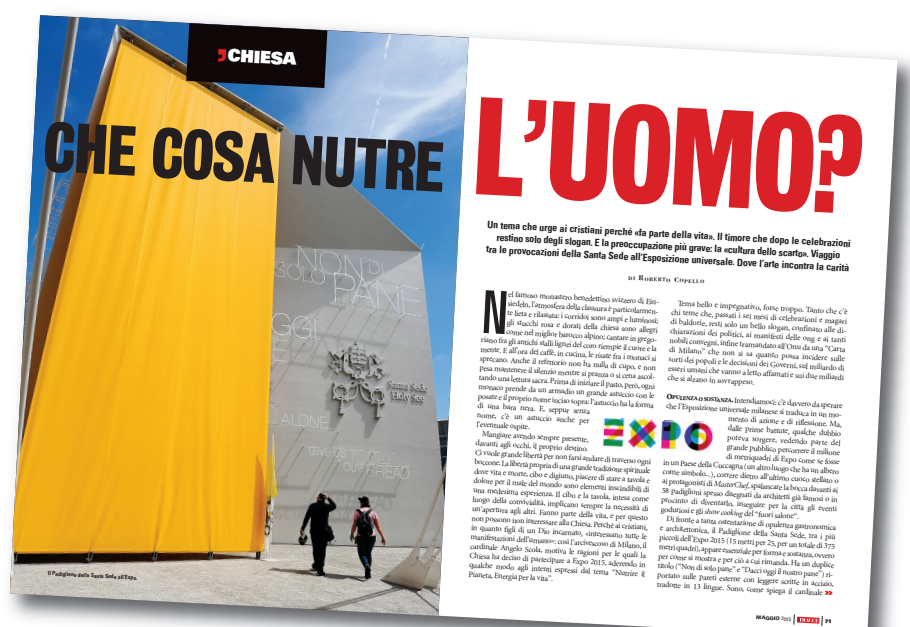 CHIESA
CHE COSA NUTRE
L'UOMO?
NON DI
SOLO PANE
Santa Sede
Holy See
ALONE
GIVE US
OUR BREAD
Il Padiglione della Santa Sede all'Expo.
Un tema che urge ai cristiani perché «fa parte della vita». Il timore che dopo le celebrazioni
restino solo degli slogan. E la preoccupazione più grave: la «cultura dello scarto». Viaggio
tra le provocazioni della Santa Sede all'Esposizione universale. Dove l'arte incontra la carità
DI ROBERTO COPELLO
Nel famoso monastero benedettino svizzero di Ein-
siedeln, l'atmosfera della clausura è particolarmen-
te lieta e rilassata: i corridoi sono ampi e luminosi;
gli stucchi rosa e dorati della chiesa sono allegri
come nel miglior barocco alpino; cantare in grego-
riano fra gli antichi stalli lignei del coro riempie il cuore e la
mente. E all'ora del caffè, in cucina, le risate fra i monaci si
sprecano. Anche il refettorio non ha nulla di cupo, e non
pesa mantenere il silenzio mentre si pranza o si cena ascol-
tando una lettura sacra. Prima di iniziare il pasto, però, ogni
monaco prende da un armadio un grande astuccio con le
posate e il proprio nome inciso sopra: l'astuccio ha la forma
di una bara nera. E, seppur senza
nome, c'è un astuccio anche per
l'eventuale ospite.
Mangiare avendo sempre presente,
davanti agli occhi, il proprio destino.
Ci vuole grande libertà per non farsi andare di traverso ogni
boccone. La libertà propria di una grande tradizione spirituale
dove vita e morte, cibo e digiuno, piacere di stare a tavola e
dolore per il male del mondo sono elementi inscindibili di
una medesima esperienza. Il cibo e la tavola, intesa come
luogo della convivialità, implicano sempre la necessità di
un'apertura agli altri. Fanno parte della vita, e per questo
non possono non interessare alla Chiesa. Perché ai cristiani,
in quanto figli di un Dio incarnato, «interessano tutte le
manifestazioni dell'umano»: così l'arcivescovo di Milano, il
cardinale Angelo Scola, motiva le ragioni per le quali la
Chiesa ha deciso di partecipare a Expo 2015, aderendo in
qualche modo agli intenti espressi dal tema "Nutrire il
Pianeta, Energia per la vita".
Tema bello e impegnativo, forse troppo. Tanto che c'è
chi teme che, passati i sei mesi di celebrazioni e magari
di baldorie, resti solo un bello slogan, confinato alle di-
chiarazioni dei politici, ai manifesti delle ong e ai tanti
nobili convegni, infine tramandato all'Onu da una "Carta
di Milano" che non si sa quanto possa incidere sulle
sorti dei popoli e le decisioni dei Governi, sul miliardo di
esseri umani che vanno a letto affamati e sui due miliardi
che si alzano in sovrappeso.
OPULENZA O SOSTANZA. Intendiamoci: c'è davvero da sperare
che l'Esposizione universale milanese si traduca in un mo-
mento di azione e di riflessione. Ma,
dalle prime battute, qualche dubbio
poteva sorgere, vedendo parte del
grande pubblico percorrere il milione
di metriquadri di Expo come se fosse
EXPO
in un Paese della Cuccagna (un altro luogo che ha un albero
come simbolo...), correre dietro all'ultimo cuoco stellato o
ai protagonisti di MasterChef, spalancare la bocca davanti ai
58 padiglioni spesso disegnati da architetti già famosi o in
procinto di diventarlo, inseguire per la città gli eventi
goduriosi e gli show cooking del "fuori salone".
Di fronte a tanta ostentazione di opulenza gastronomica
e architettonica, il Padiglione della Santa Sede, tra i più
piccoli dell'Expo 2015 (15 metri per 25, per un totale di 375
metri quadri), appare essenziale per forma e sostanza, ovvero
per come si mostra e per ciò a cui rimanda. Ha un duplice
titolo ("Non di solo pane" e "Dacci oggi il nostro pane") ri-
portato sulle pareti esterne con leggere scritte in acciaio,
tradotte in 13 lingue. Sono, come spiega il cardinale »
MAGGIO 2015 | TRACCE | 71